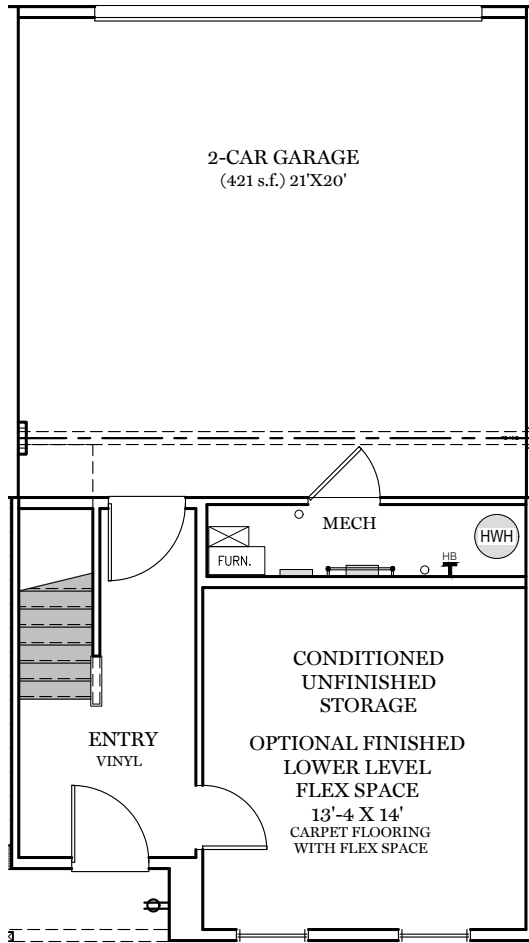 2-CAR GARAGE
(421 s.f.) 21'X20'
MECH
HWH
HB
FURN.
CONDITIONED
UNFINISHED
STORAGE
ENTRY
VINYL
OPTIONAL FINISHED
LOWER LEVEL
FLEX SPACE
13'-4 X 14'
CARPET FLOORING
WITH FLEX SPACE